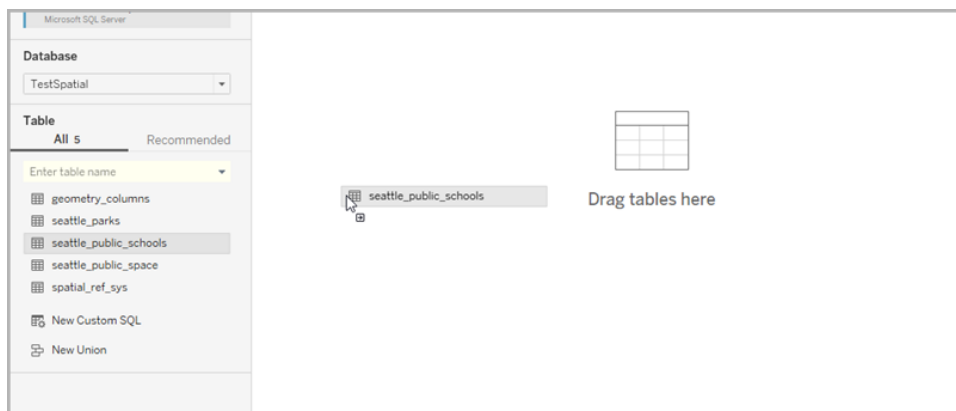 Microsoft SQL Server
Database
TestSpatial
Table
All 5
Recommended
Enter table name
geometry_columns
seattle_parks
seattle_public_schools
seattle_public_space
spatial_ref_sys
New Custom SQL
New Union
seattle_public_schools
Drag tables here